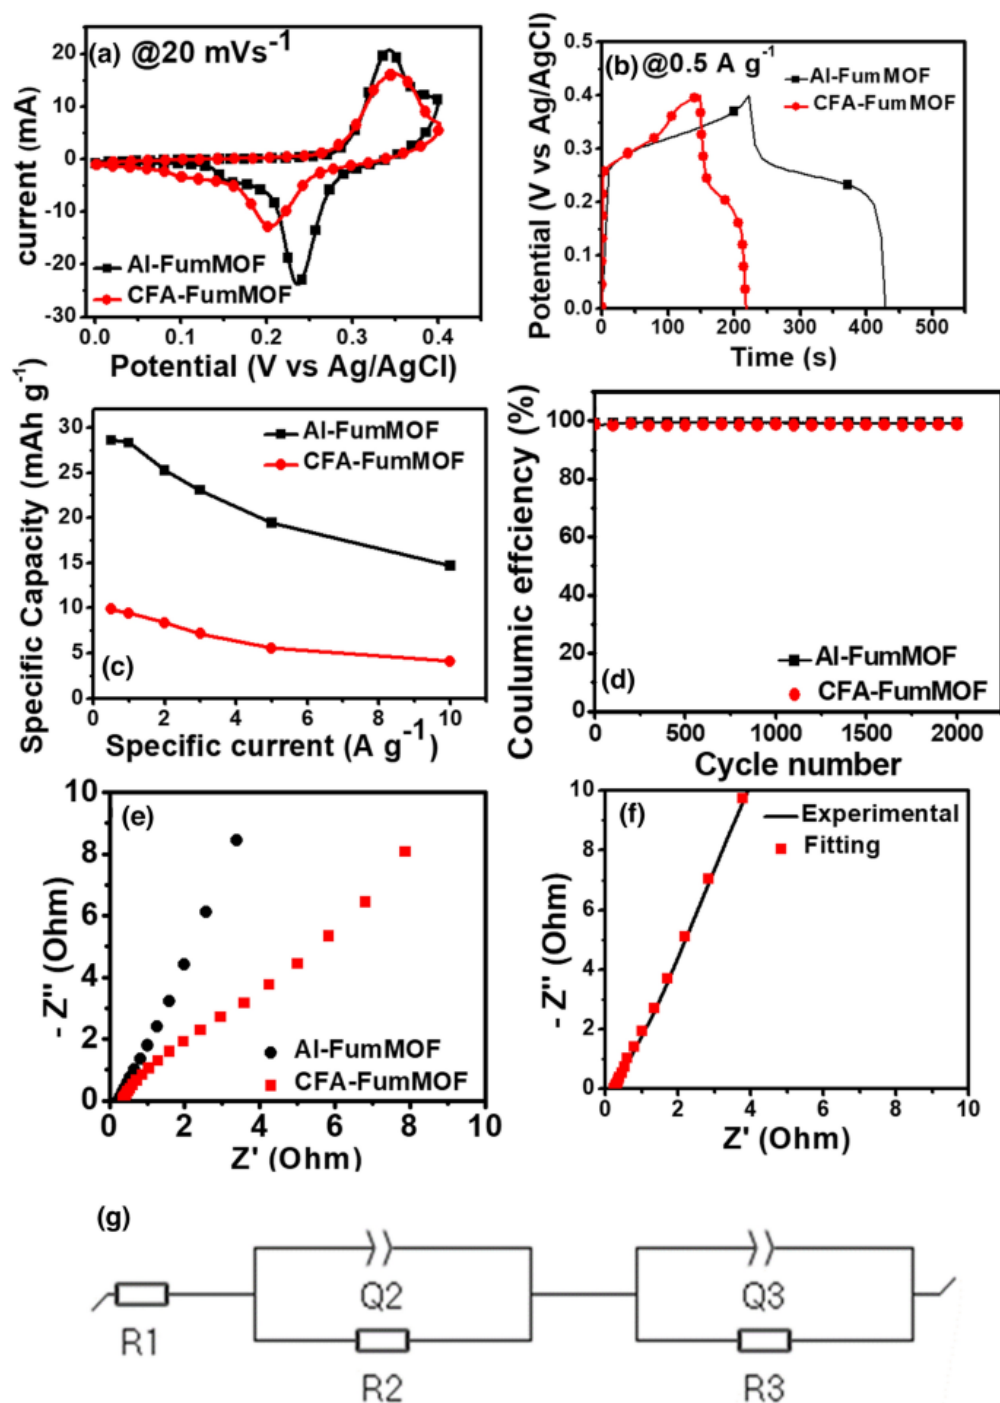 (a) @20 mVs-1
20
10
0
-10
-20
-30
current (mA)
Al-FumMOF
CFA-FumMOF
0.0 0.1 0.2 0.3 0.4
Potential (V vs Ag/AgCl)
(b) @0.5 A g-1
Al-FumMOF
CFA-FumMOF
0.5
0.4
0.3
0.2
0.1
0.0
Potential (V vs Ag/AgCl)
0 100 200 300 400 500
Time (s)
30
25
20
15
10
5
0
Specific Capacity (mAh g-1)
Al-FumMOF
CFA-FumMOF
(c)
0 2 4 6 8 10
Specific current (A g-1)
100
80
60
40
20
0
Coulumic effciency (%)
Al-FumMOF
CFA-FumMOF
(d)
0 500 1000 1500 2000
Cycle number
(e)
10
8
6
4
2
0
- Z" (Ohm)
Al-FumMOF
CFA-FumMOF
0 2 4 6 8 10
Z' (Ohm)
(f)
Experimental
Fitting
10
8
6
4
2
0
- Z" (Ohm)
0 2 4 6 8 10
Z' (Ohm)
(g)
R1
Q2
R2
Q3
R3